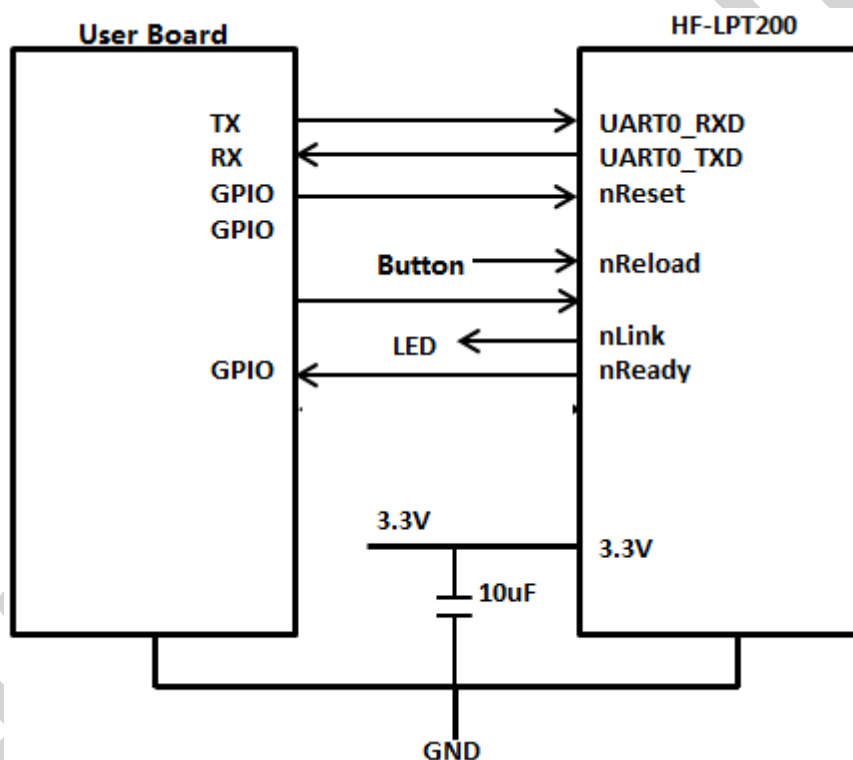 User Board
HF-LPT200
TX
UART0_RXD
RX
UART0_TXD
GPIO
nReset
GPIO
Button
nReload
LED
nLink
GPIO
nReady
3.3V
3.3V
10uF
GND